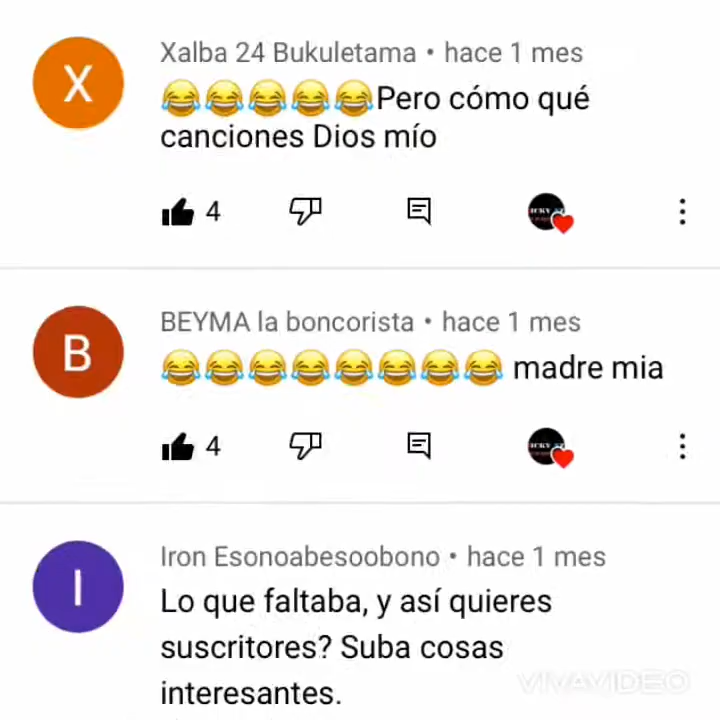 X
Xalba 24 Bukuletama • hace 1 mes
😂😂😂😂😂Pero cómo qué
canciones Dios mío
4
B
BEYMA la boncorista • hace 1 mes
😂😂😂😂😂😂😂😂 madre mia
4
I
Iron Esonoabesoobono • hace 1 mes
Lo que faltaba, y así quieres
suscritores? Suba cosas
interesantes.
VIVAVIDEO